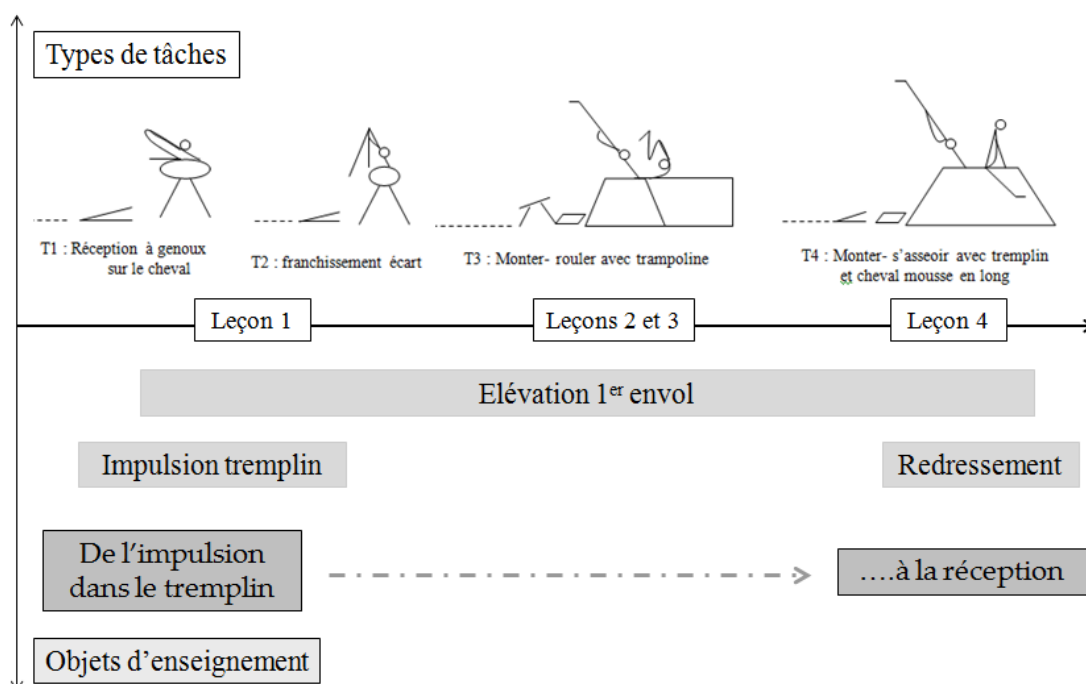 Types de tâches
T1 : Réception à genoux
sur le cheval
T2 : franchissement écart
T3 : Monter- rouler avec trampoline
T4 : Monter- s’asseoir avec tremplin
et cheval mousse en long
Leçon 1
Leçons 2 et 3
Leçon 4
Elévation 1er envol
Impulsion tremplin
Redressement
De l’impulsion
dans le tremplin
….à la réception
Objets d’enseignement